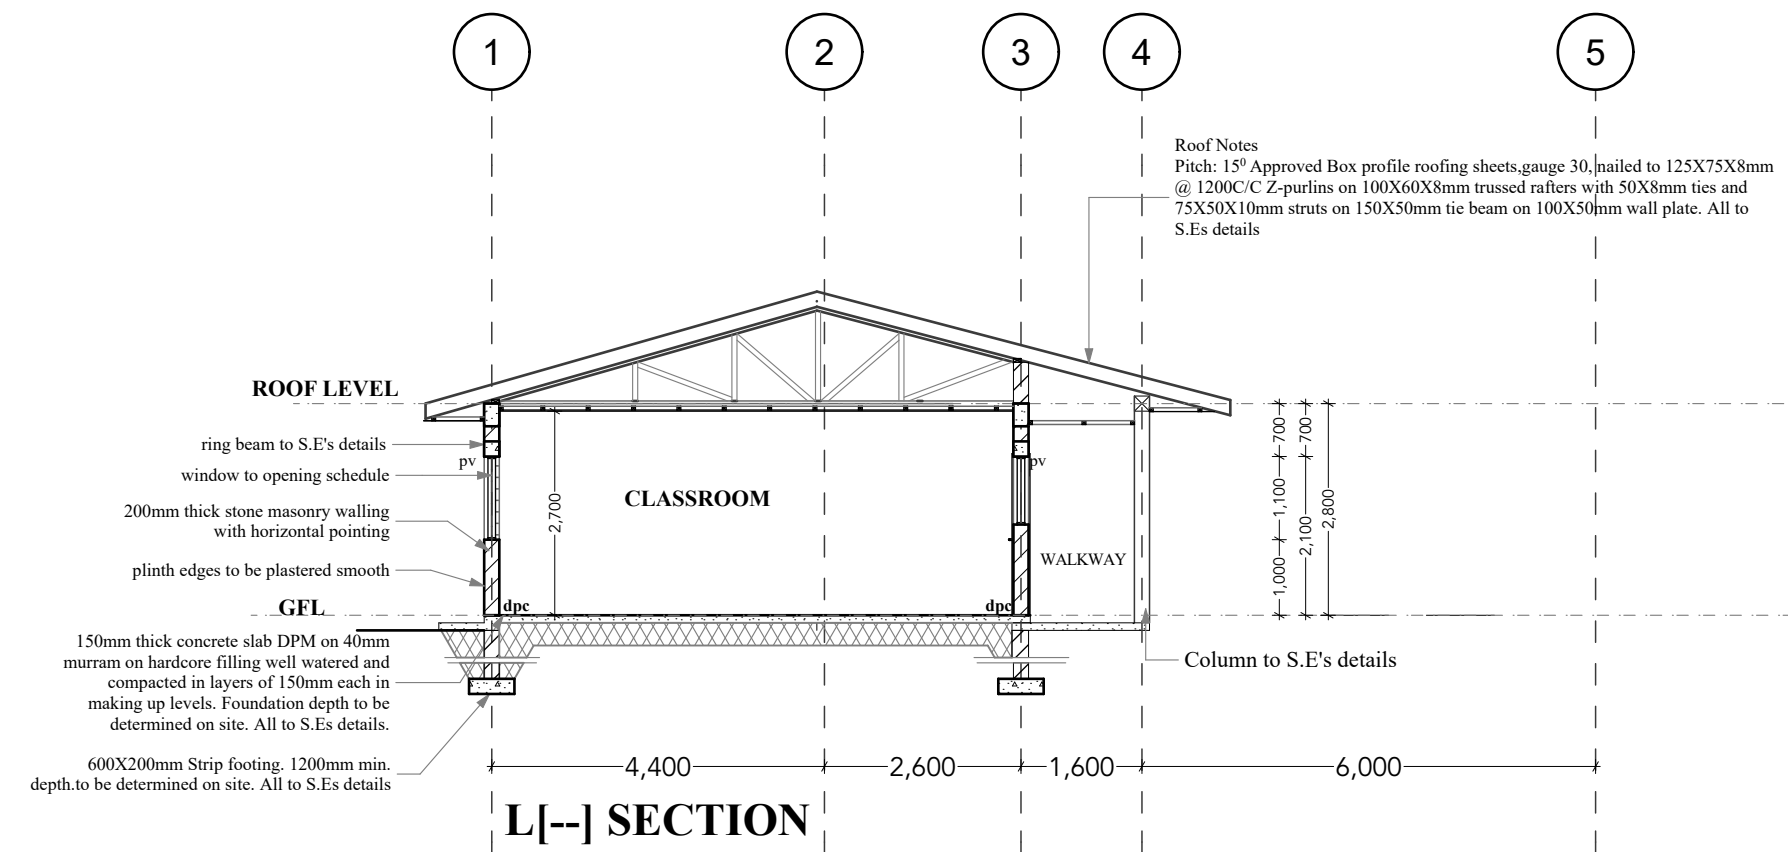 1
2
3
4
5
Roof Notes
Pitch: 15⁰ Approved Box profile roofing sheets,gauge 30, nailed to 125X75X8mm
@ 1200C/C Z-purlins on 100X60X8mm trussed rafters with 50X8mm ties and
75X50X10mm struts on 150X50mm tie beam on 100X50mm wall plate. All to
S.Es details
ROOF LEVEL
ring beam to S.E's details
pv
window to opening schedule
200mm thick stone masonry walling
with horizontal pointing
plinth edges to be plastered smooth
GFL
150mm thick concrete slab DPM on 40mm
murram on hardcore filling well watered and
compacted in layers of 150mm each in
making up levels. Foundation depth to be
determined on site. All to S.Es details.
600X200mm Strip footing. 1200mm min.
depth.to be determined on site. All to S.Es details
2,700
CLASSROOM
dpc
dpc
pv
WALKWAY
700
1,100
1,000
700
2,100
2,800
Column to S.E's details
4,400
2,600
1,600
6,000
L[--] SECTION